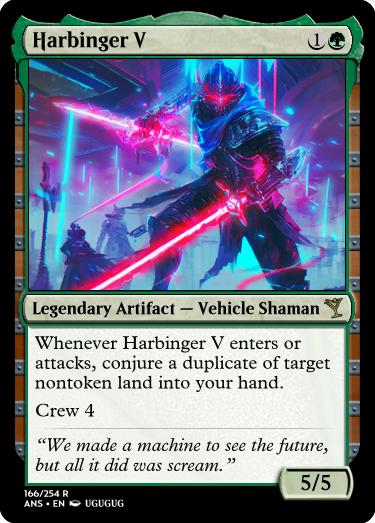 Harbinger V 1
Legendary Artifact — Vehicle Shaman
Whenever Harbinger V enters or
attacks, conjure a duplicate of target
nontoken land into your hand.
Crew 4
“We made a machine to see the future,
but all it did was scream.”
5/5
166/254 R
ANS • EN UGUGUG